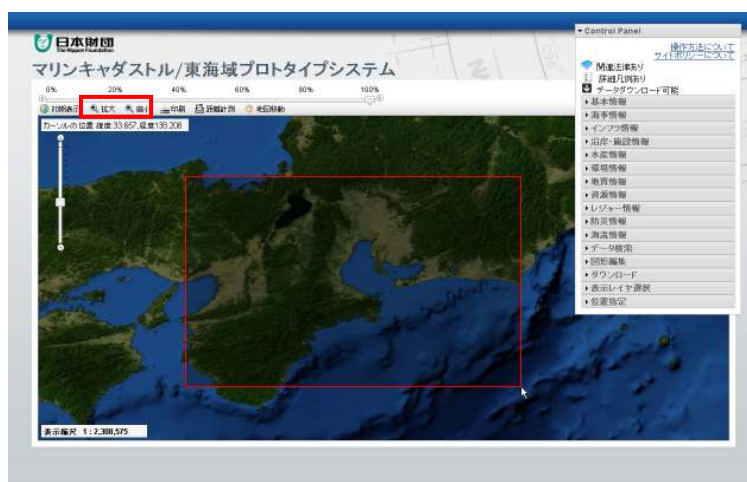 日本財団
The Nippon Foundation
マリンキャダストル/東海域プロトタイプシステム
0% 20% 40% 60% 80% 100%
初期表示 拡大 縮小 印刷 距離計測 地図移動
カーソルの位置 緯度:33.657,経度:138.206
表示縮尺 1:2,308,575
Control Panel
操作方法について
サイトポリシーについて
関連法律あり
詳細凡例あり
データダウンロード可能
基本情報
海事情報
インフラ情報
沿岸・施設情報
水産情報
環境情報
地質情報
資源情報
レジャー情報
防災情報
海流情報
データ検索
図形編集
ダウンロード
表示レイヤ選択
位置指定